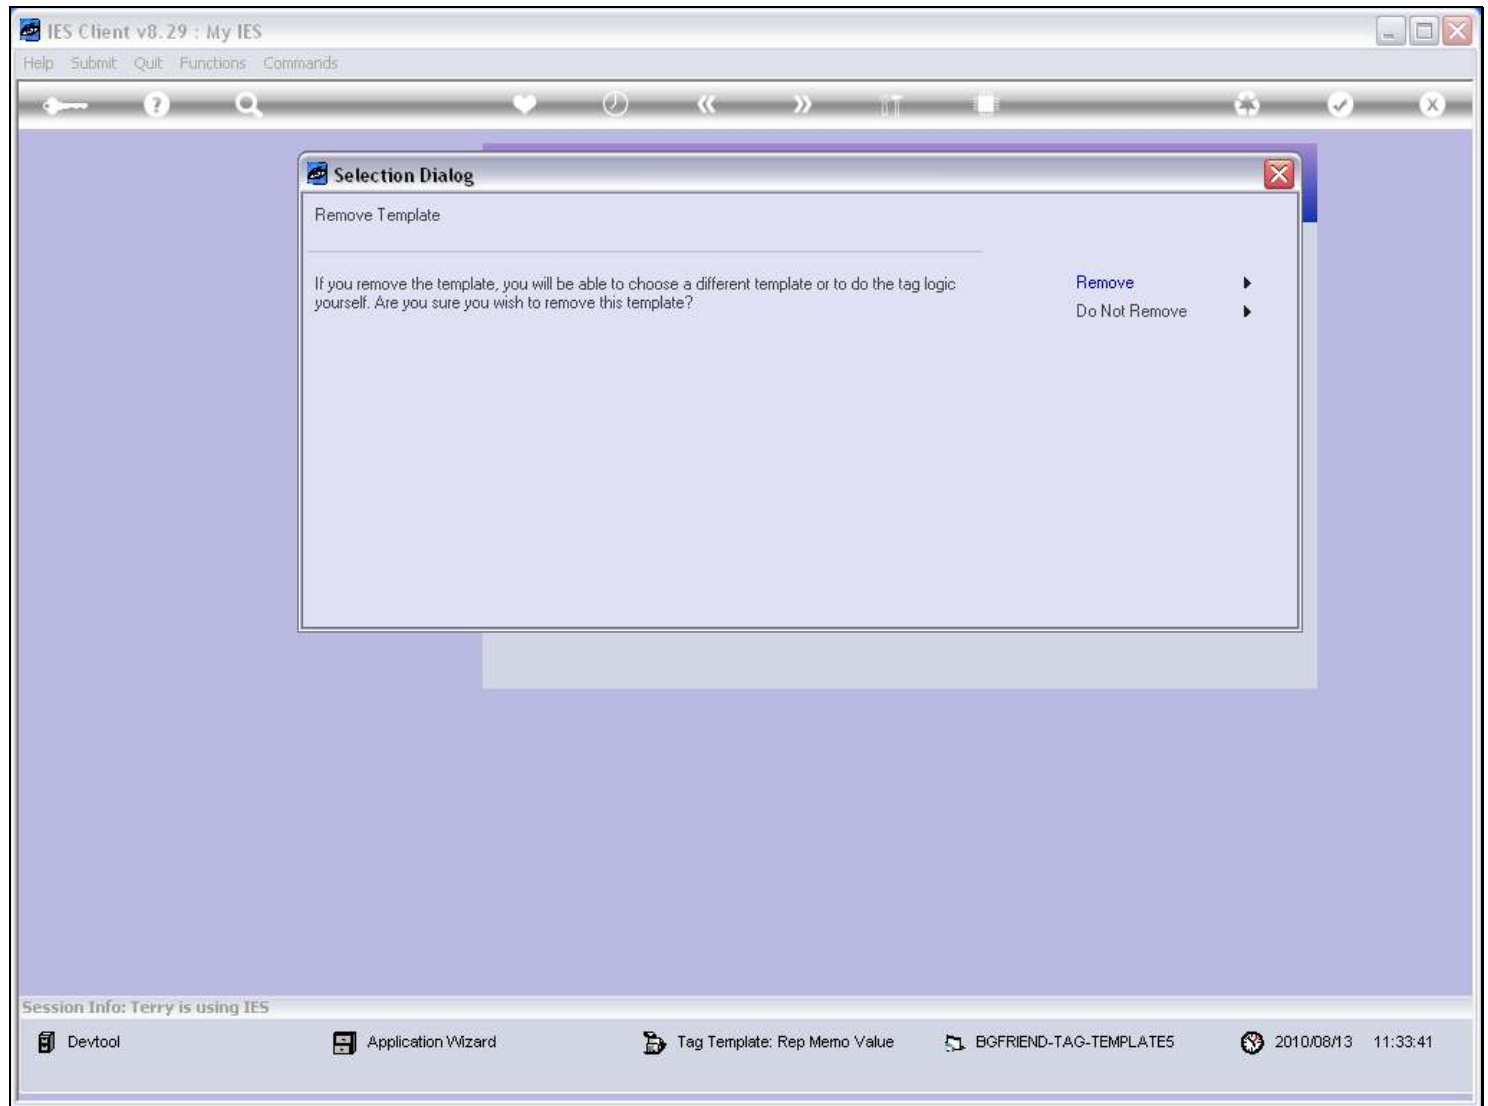 IES Client v8.29 : My IES
Help Submit Quit Functions Commands
Selection Dialog
Remove Template
If you remove the template, you will be able to choose a different template or to do the tag logic
yourself. Are you sure you wish to remove this template?
Remove
Do Not Remove
Session Info: Terry is using IES
Devtool Application Wizard Tag Template: Rep Memo Value BGFRIEND-TAG-TEMPLATE5 2010/08/13 11:33:41